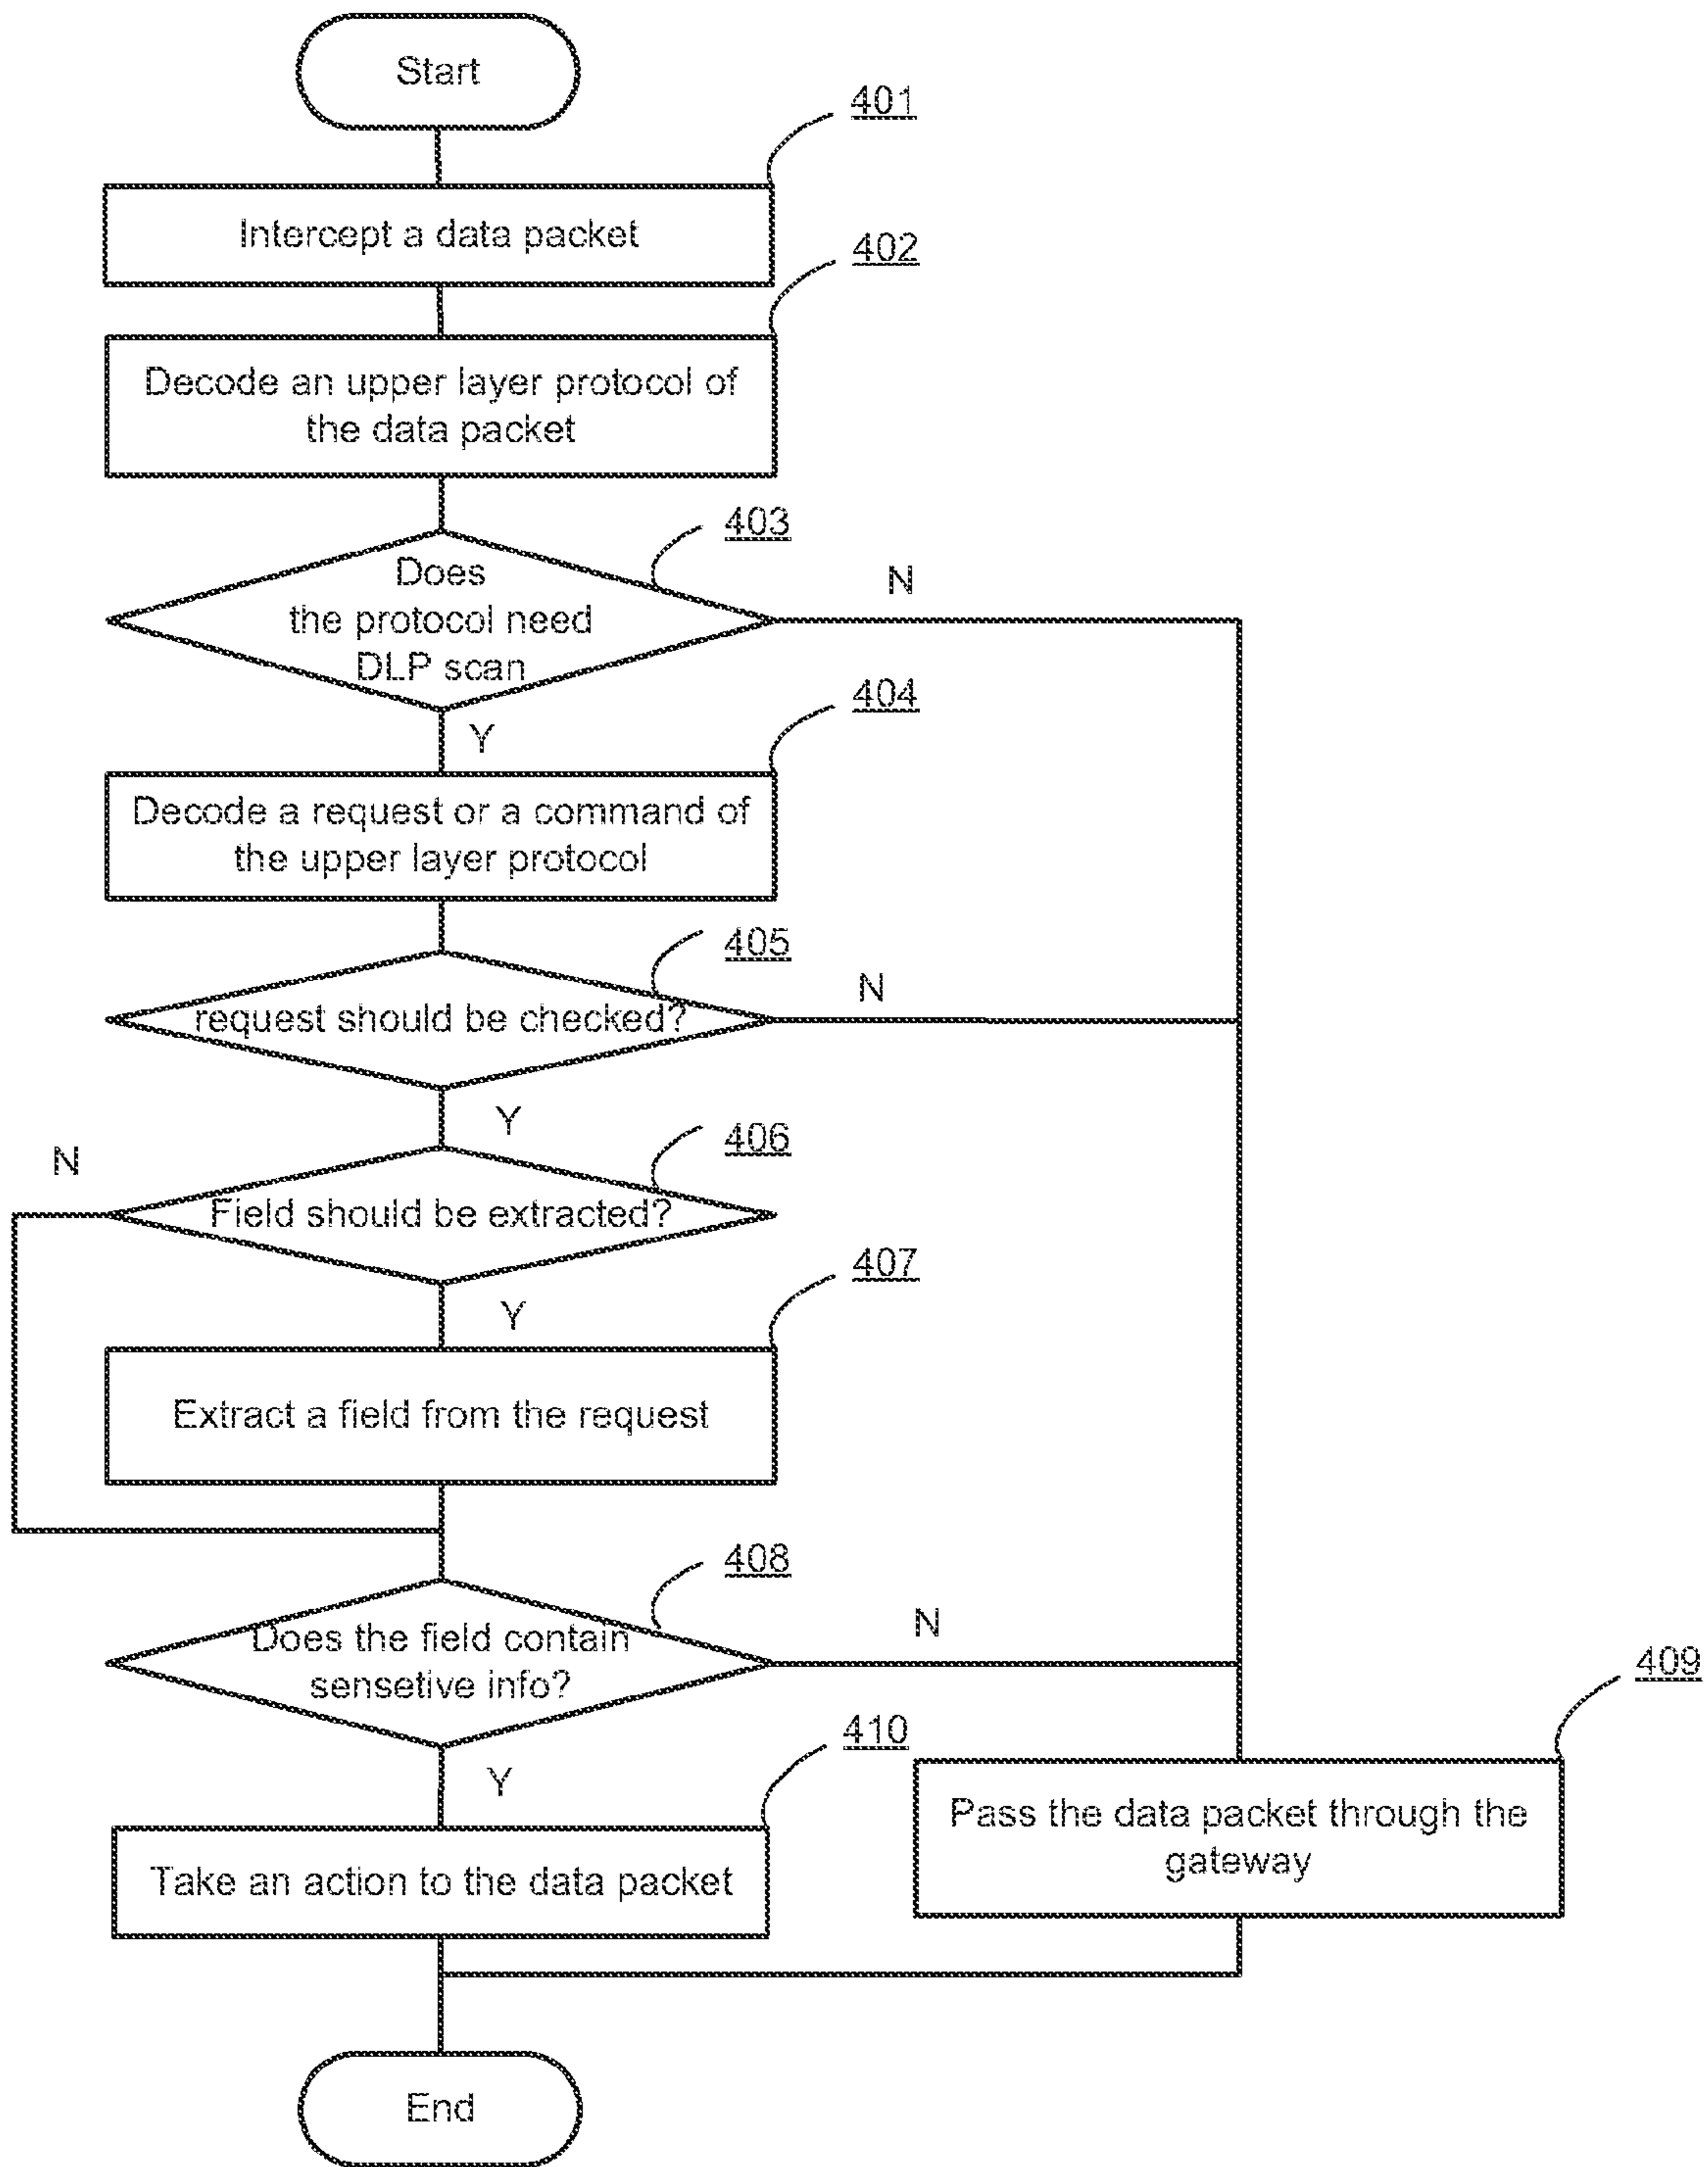 Start
401
Intercept a data packet
402
Decode an upper layer protocol of
the data packet
403
Does
the protocol need
DLP scan
N
Y
404
Decode a request or a command of
the upper layer protocol
405
request should be checked?
N
Y
406
N
Field should be extracted?
Y
407
Extract a field from the request
408
Does the field contain
sensetive info?
N
Y
409
Pass the data packet through the
gateway
410
Take an action to the data packet
End